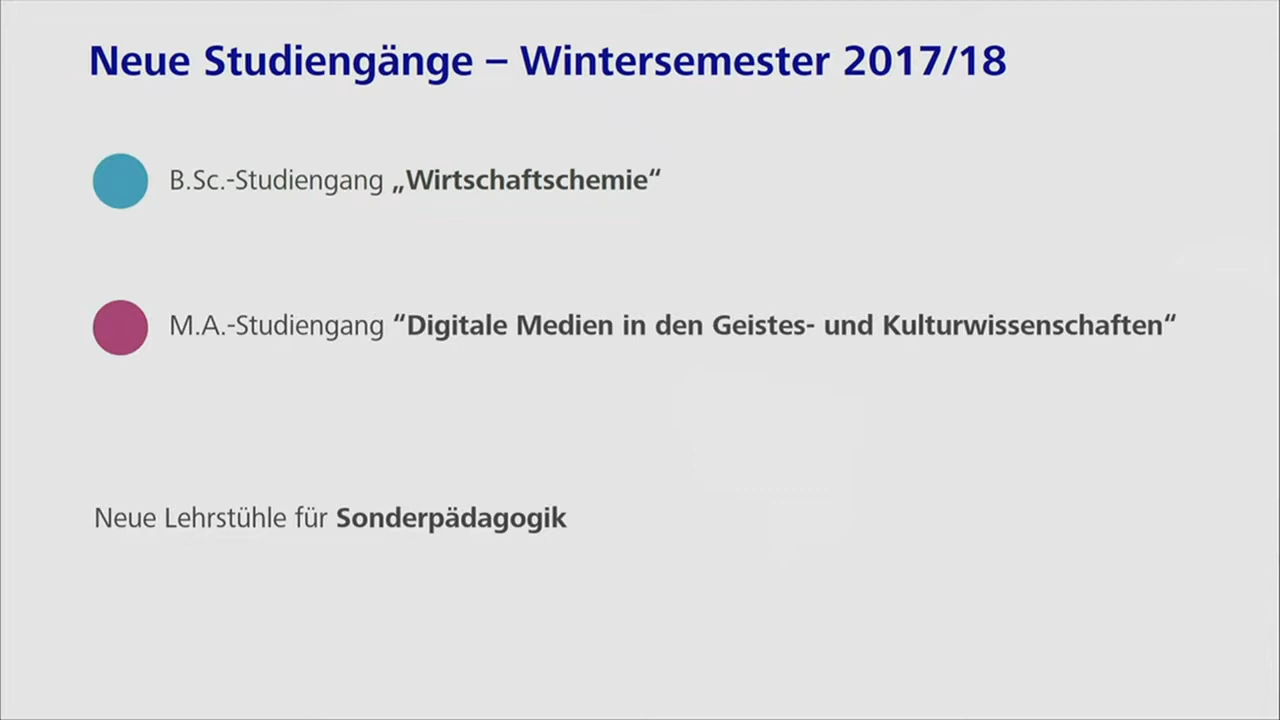 Neue Studiengänge – Wintersemester 2017/18
B.Sc.-Studiengang „Wirtschaftschemie“
M.A.-Studiengang “Digitale Medien in den Geistes- und Kulturwissenschaften“
Neue Lehrstühle für Sonderpädagogik